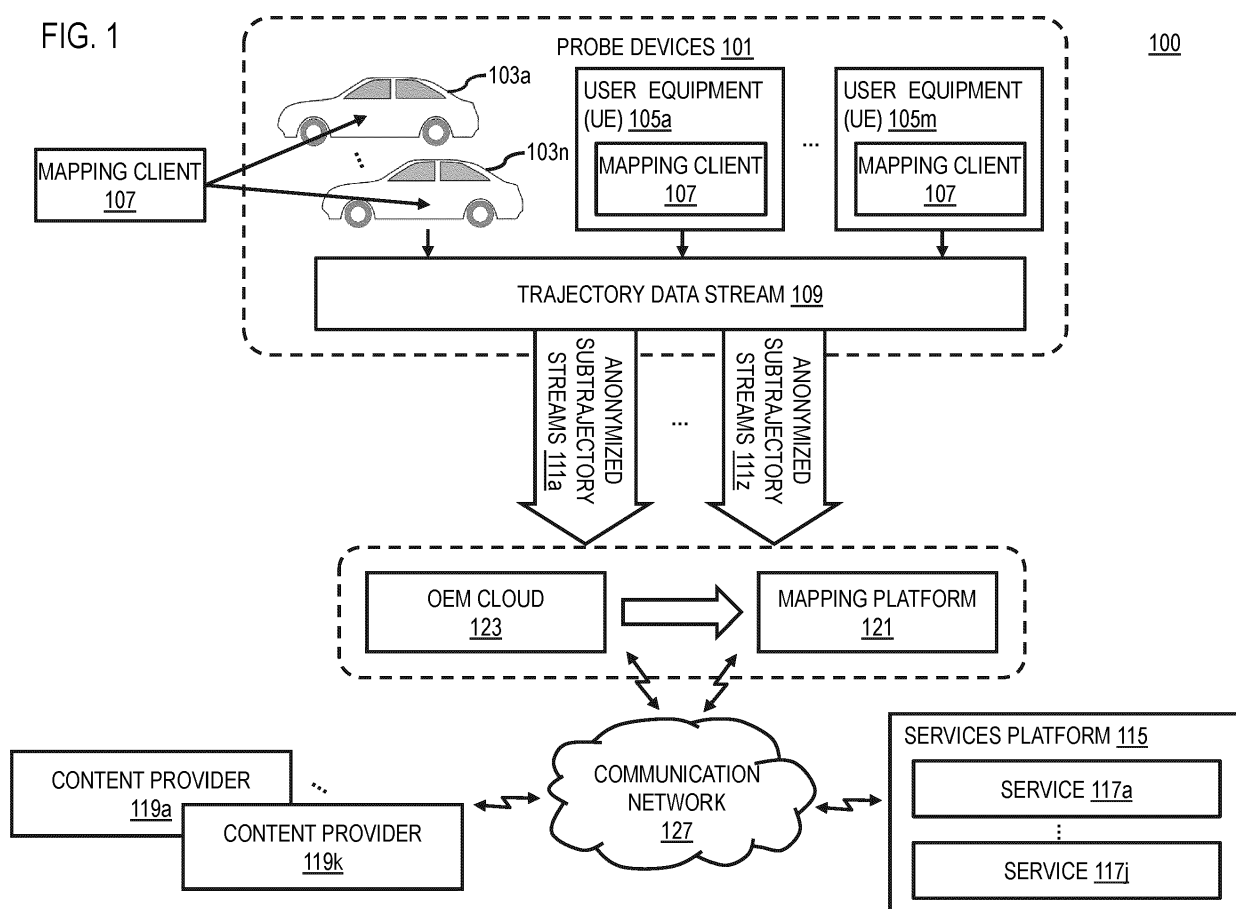 FIG. 1
100
PROBE DEVICES 101
103a
103n
MAPPING CLIENT
107
USER EQUIPMENT
(UE) 105a
MAPPING CLIENT
107
...
USER EQUIPMENT
(UE) 105m
MAPPING CLIENT
107
TRAJECTORY DATA STREAM 109
ANONYMIZED
SUBTRAJECTORY
STREAMS 111a
...
ANONYMIZED
SUBTRAJECTORY
STREAMS 111z
OEM CLOUD
123
MAPPING PLATFORM
121
CONTENT PROVIDER
119a
...
CONTENT PROVIDER
119k
COMMUNICATION
NETWORK
127
SERVICES PLATFORM 115
SERVICE 117a
...
SERVICE 117j